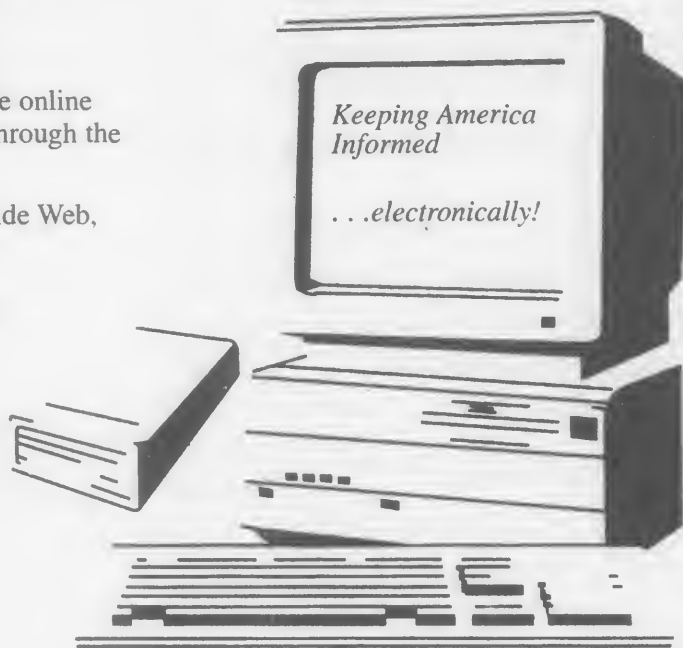 e online
hrough the
de Web,
Keeping America
Informed
. . .electronically!